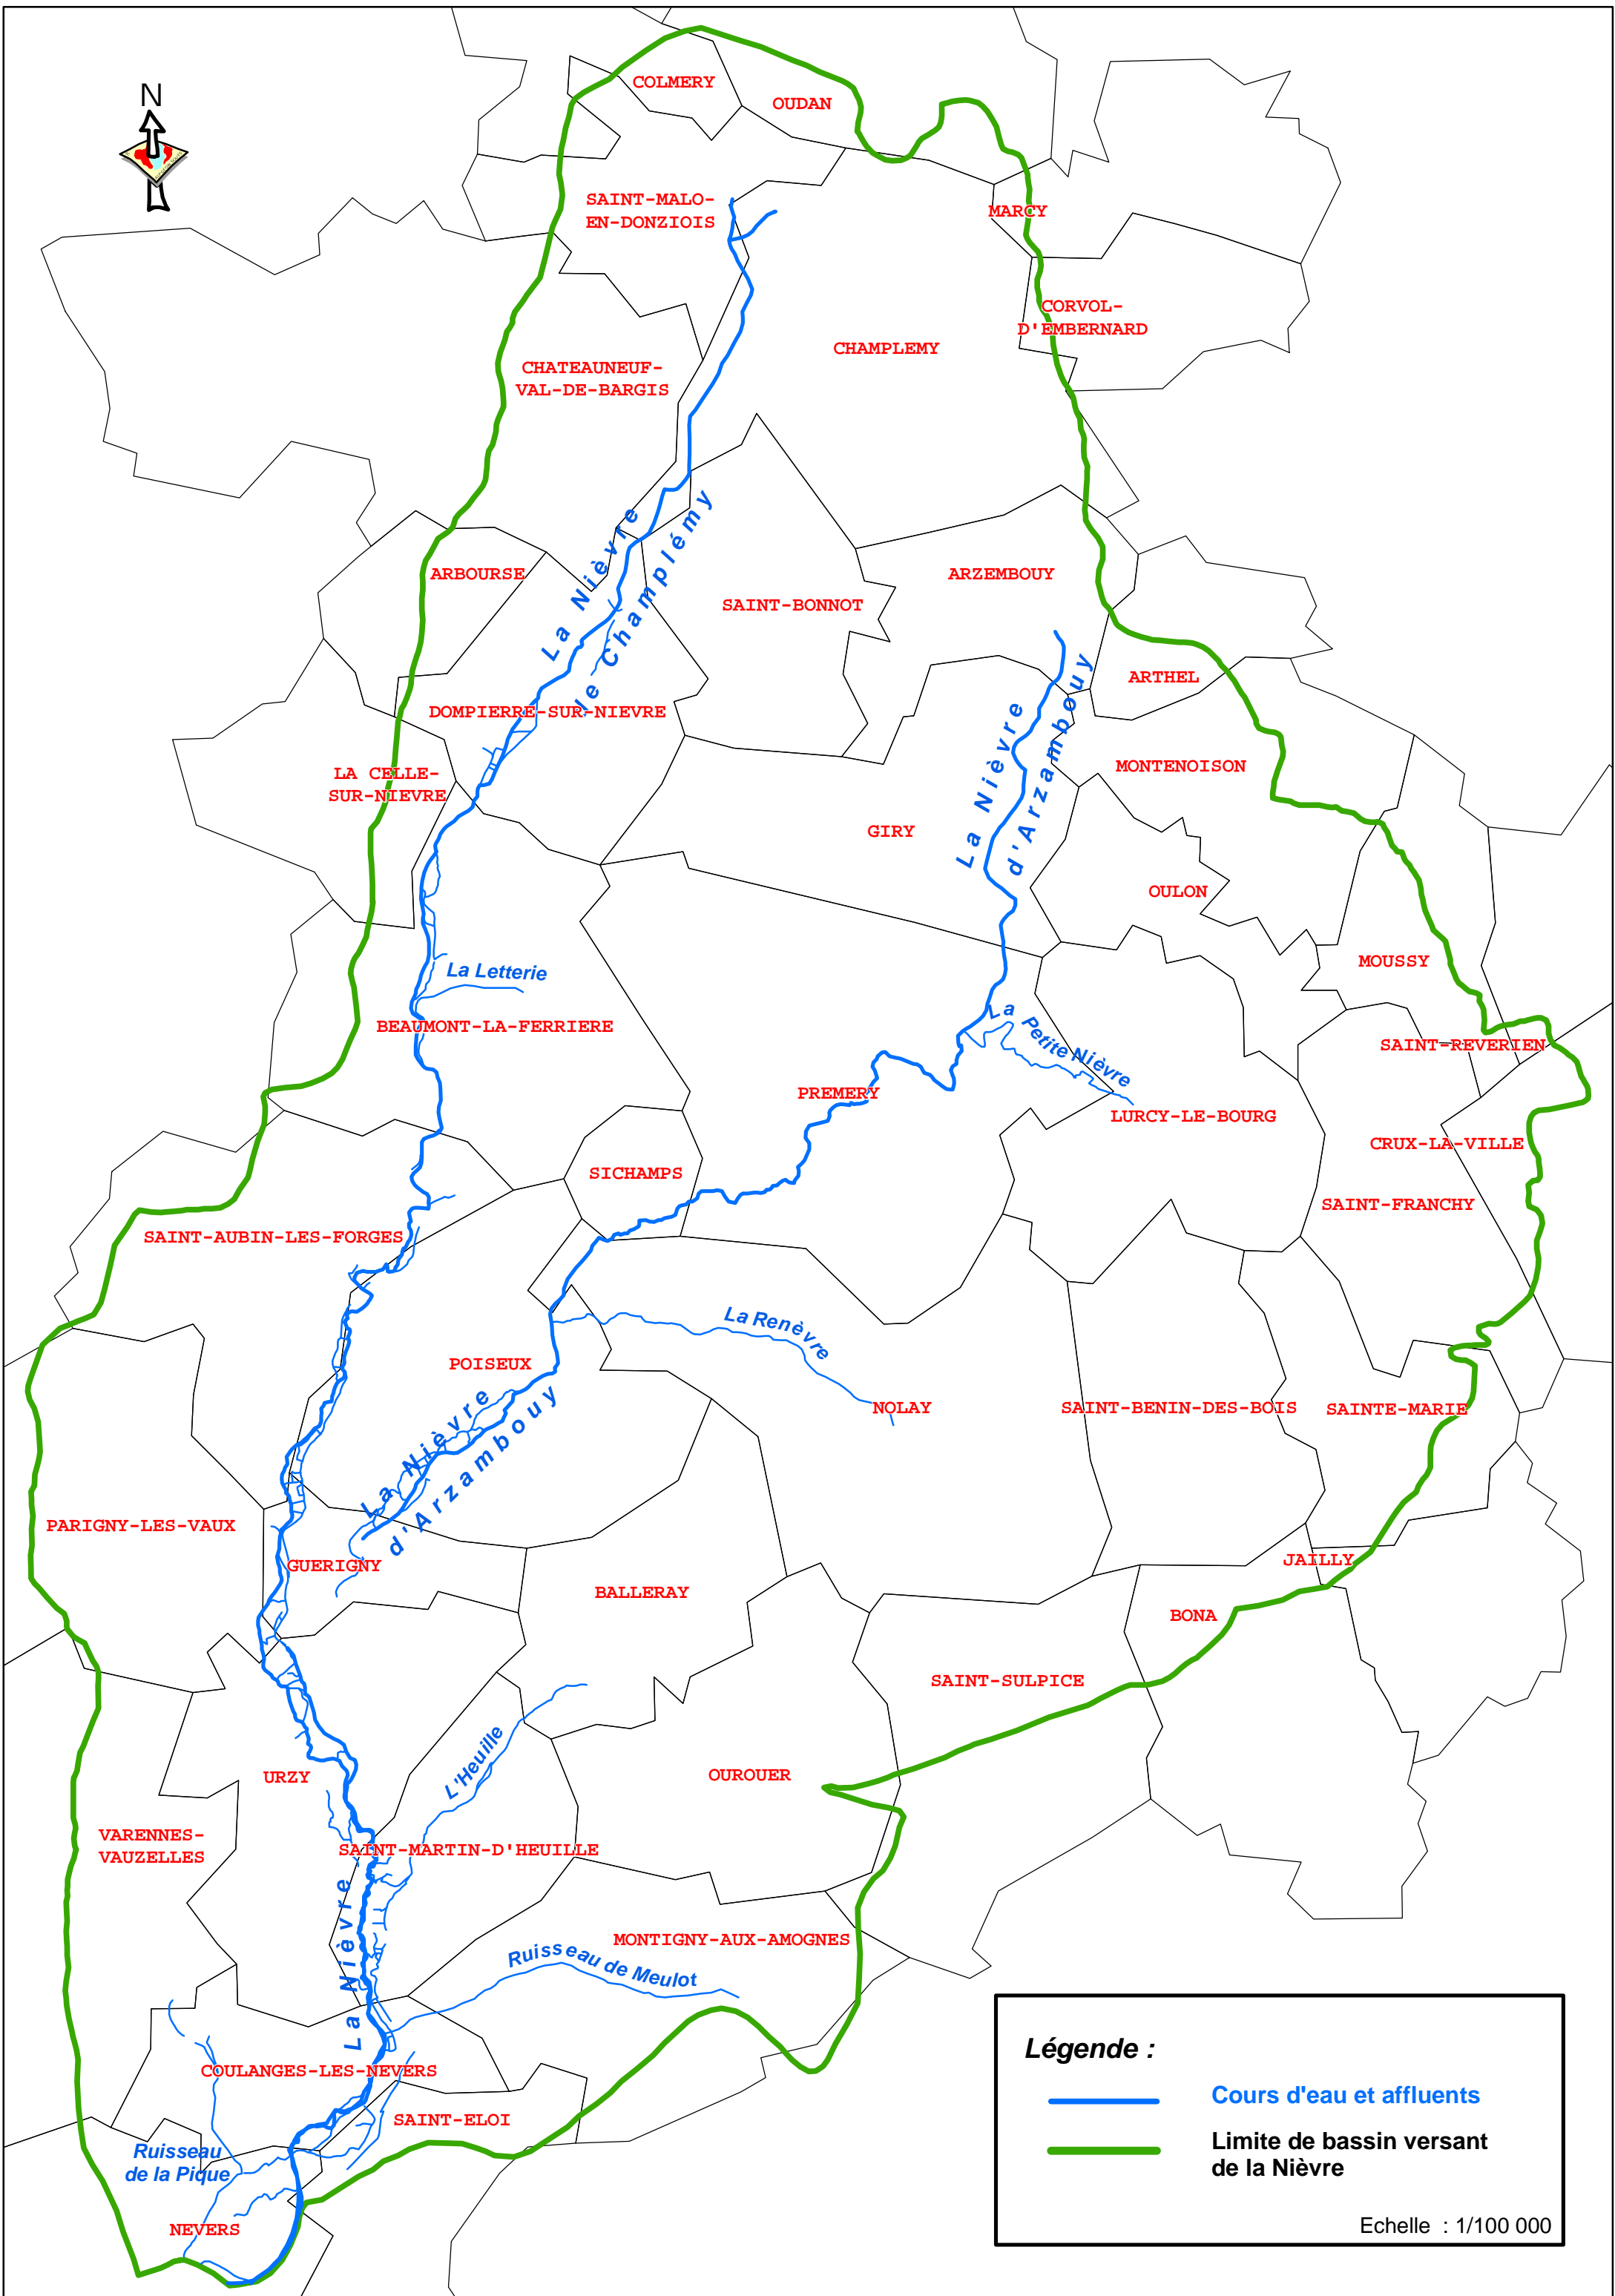 N
COLMERY
OUDAN
SAINT-MALO-
EN-DONZIOIS
MARCY
CORVOL-
D'EMBERNARD
CHAMPLEMY
CHATEAUNEUF-
VAL-DE-BARGIS
La Nièvre
de Champlémy
ARBOURSE
ARZEMBOUY
SAINT-BONNOT
ARTHEL
DOMPIERRE-SUR-NIEVRE
La Nièvre
d'Arzambouy
MONTENOISON
LA CELLE-
SUR-NIEVRE
GIRY
OULON
MOUSSY
La Letterie
BEAUMONT-LA-FERRIERE
La Petite Nièvre
SAINT-REVERIEN
PREMERY
LURCY-LE-BOURG
CRUX-LA-VILLE
SICHAMPS
SAINT-FRANCHY
SAINT-AUBIN-LES-FORGES
La Renèvre
POISEUX
NOLAY
SAINT-BENIN-DES-BOIS
SAINTE-MARIE
La Nièvre
d'Arzambouy
PARIGNY-LES-VAUX
GUERIGNY
JAILLY
BALLERAY
BONA
SAINT-SULPICE
L'Heuille
URZY
OUROUER
VARENNES-
VAUZELLES
SAINT-MARTIN-D'HEUILLE
La Nièvre
MONTIGNY-AUX-AMOGNES
Ruisseau de Meulot
COULANGES-LES-NEVERS
SAINT-ELOI
Ruisseau
de la Pique
NEVERS
Légende :
Cours d'eau et affluents
Limite de bassin versant
de la Nièvre
Echelle : 1/100 000